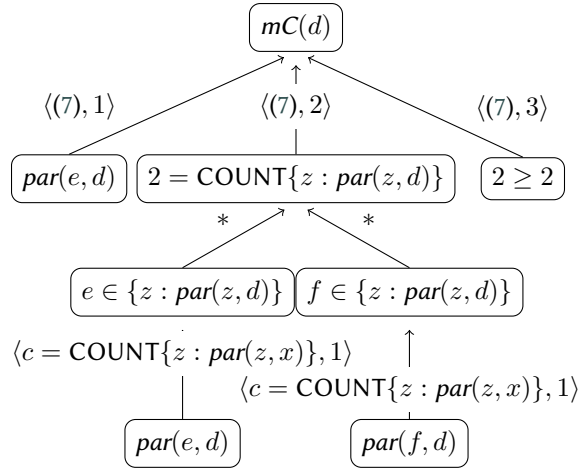 mC(d)
⟨(7), 1⟩ ⟨(7), 2⟩ ⟨(7), 3⟩
par(e, d) 2 = COUNT{z : par(z, d)} 2 ≥ 2
* *
e ∈ {z : par(z, d)} f ∈ {z : par(z, d)}
⟨c = COUNT{z : par(z, x)}, 1⟩
⟨c = COUNT{z : par(z, x)}, 1⟩
par(e, d) par(f, d)